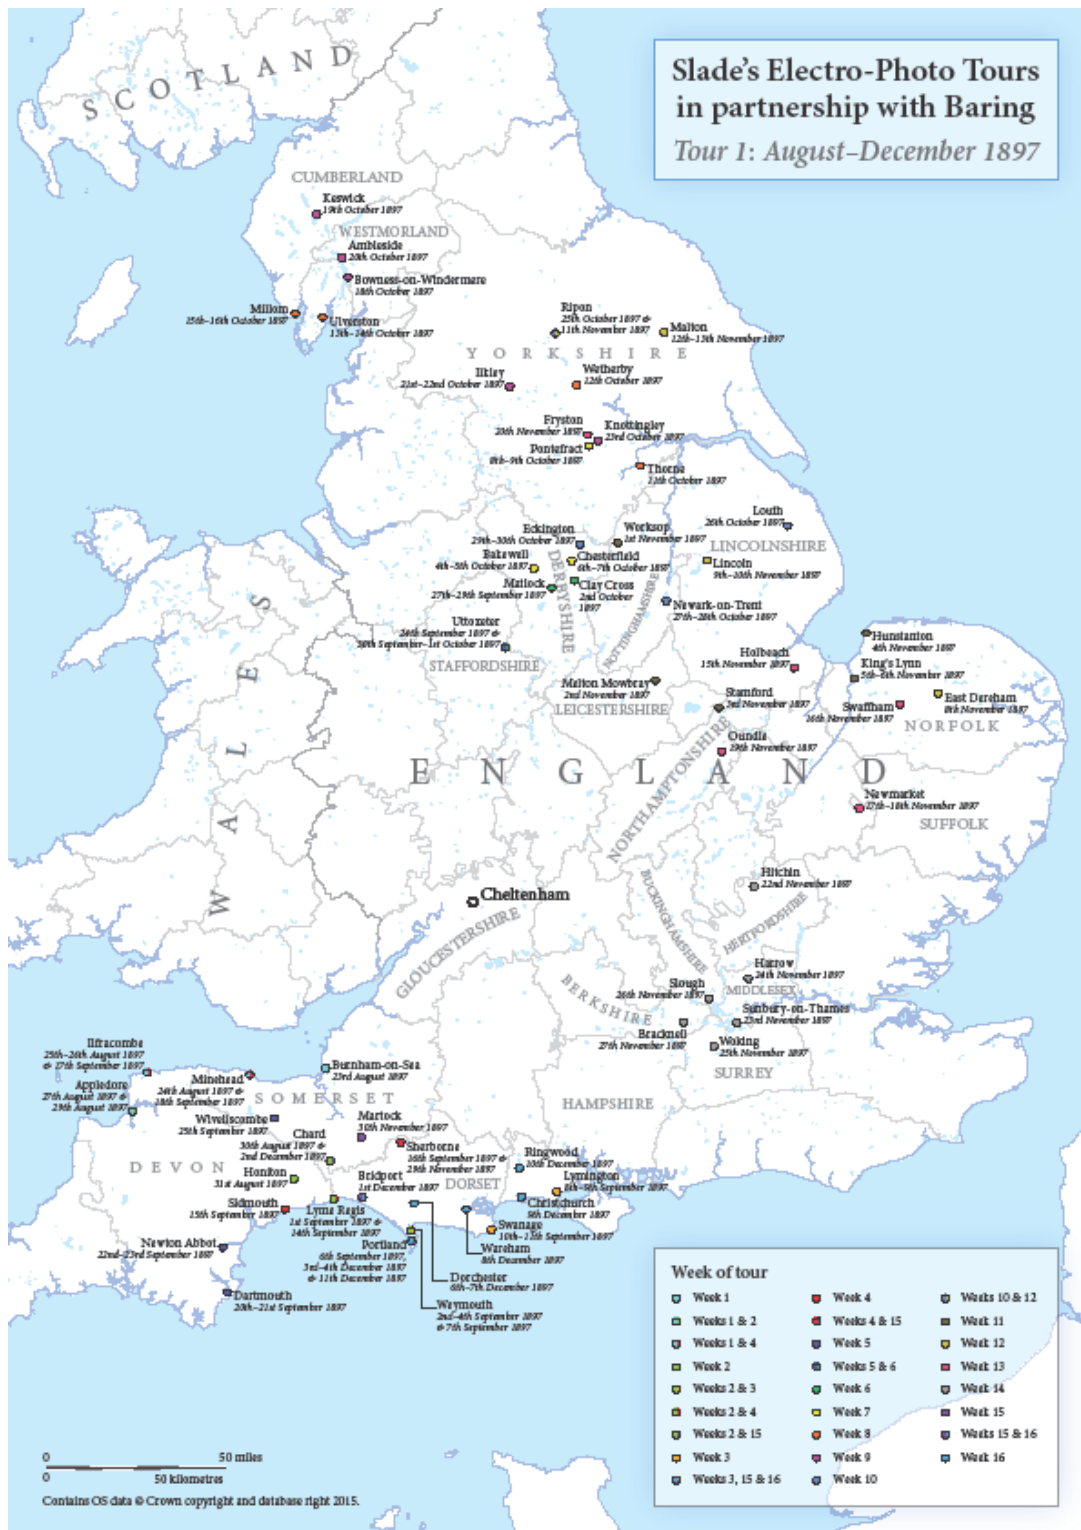 Slade's Electro-Photo Tours
in partnership with Baring
Tour 1: August–December 1897
SCOTLAND
CUMBERLAND
Keswick
19th October 1897
WESTMORLAND
Ambleside
20th October 1897
Bowness-on-Windermere
18th October 1897
Millom
15th–16th October 1897
Ulverston
13th–14th October 1897
Ripon
25th October 1897 &
11th November 1897
Malton
12th–13th November 1897
YORKSHIRE
Ilkley
21st–22nd October 1897
Wetherby
12th October 1897
Fryston
20th November 1897
Knottingley
23rd October 1897
Pontefract
8th–9th October 1897
Thorne
11th October 1897
Louth
26th October 1897
Eckington
29th–30th October 1897
Worksop
1st November 1897
LINCOLNSHIRE
Bakewell
4th–5th October 1897
Chesterfield
6th–7th October 1897
Lincoln
9th–10th November 1897
DERBYSHIRE
Matlock
27th–29th September 1897
Clay Cross
2nd October
1897
NOTTINGHAMSHIRE
Newark-on-Trent
27th–28th October 1897
Uttoxeter
24th September 1897 &
30th September–1st October 1897
STAFFORDSHIRE
Hunstanton
4th November 1897
Holbeach
15th November 1897
King's Lynn
5th–6th November 1897
Melton Mowbray
2nd November 1897
LEICESTERSHIRE
Stamford
3rd November 1897
Swaffham
16th November 1897
East Dereham
8th November 1897
NORFOLK
Oundle
19th November 1897
WALES
ENGLAND
NORTHAMPTONSHIRE
Newmarket
17th–18th November 1897
SUFFOLK
Hitchin
22nd November 1897
Cheltenham
GLOUCESTERSHIRE
BUCKINGHAMSHIRE
HERTFORDSHIRE
Harrow
24th November 1897
BERKSHIRE
Slough
26th November 1897
MIDDLESEX
Sunbury-on-Thames
23rd November 1897
Bracknell
27th November 1897
Woking
25th November 1897
SURREY
Ilfracombe
25th–26th August 1897
& 17th September 1897
Burnham-on-Sea
23rd August 1897
Appledore
27th August 1897 &
29th August 1897
Minehead
24th August 1897 &
18th September 1897
SOMERSET
HAMPSHIRE
Wiveliscombe
25th September 1897
Martock
30th November 1897
Chard
30th August 1897 &
2nd December 1897
Sherborne
16th September 1897 &
29th November 1897
Ringwood
10th December 1897
DEVON
Honiton
31st August 1897
Bridport
1st December 1897
DORSET
Lymington
8th–9th September 1897
Christchurch
9th December 1897
Sidmouth
15th September 1897
Lyme Regis
1st September 1897 &
14th September 1897
Swanage
10th–11th September 1897
Newton Abbot
22nd–23rd September 1897
Portland
6th September 1897,
3rd–4th December 1897
& 11th December 1897
Wareham
8th December 1897
Dorchester
6th–7th December 1897
Dartmouth
20th–21st September 1897
Weymouth
2nd–4th September 1897
& 7th September 1897
Week of tour
Week 1
Weeks 1 & 2
Weeks 1 & 4
Week 2
Weeks 2 & 3
Weeks 2 & 4
Weeks 2 & 15
Week 3
Weeks 3, 15 & 16
Week 4
Weeks 4 & 15
Week 5
Weeks 5 & 6
Week 6
Week 7
Week 8
Week 9
Week 10
Weeks 10 & 12
Week 11
Week 12
Week 13
Week 14
Week 15
Weeks 15 & 16
Week 16
0 50 miles
0 50 kilometres
Contains OS data © Crown copyright and database right 2015.